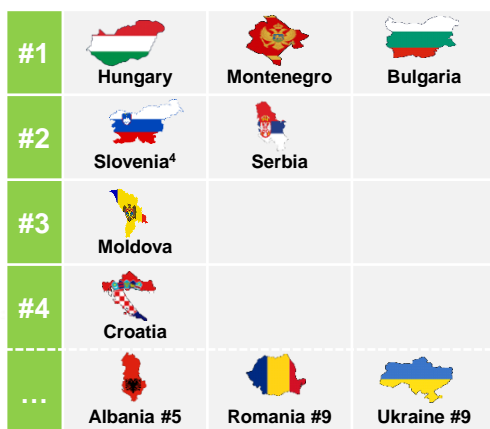 #1
Hungary
Montenegro
Bulgaria
#2
Slovenia⁴
Serbia
#3
Moldova
#4
Croatia
...
Albania #5
Romania #9
Ukraine #9